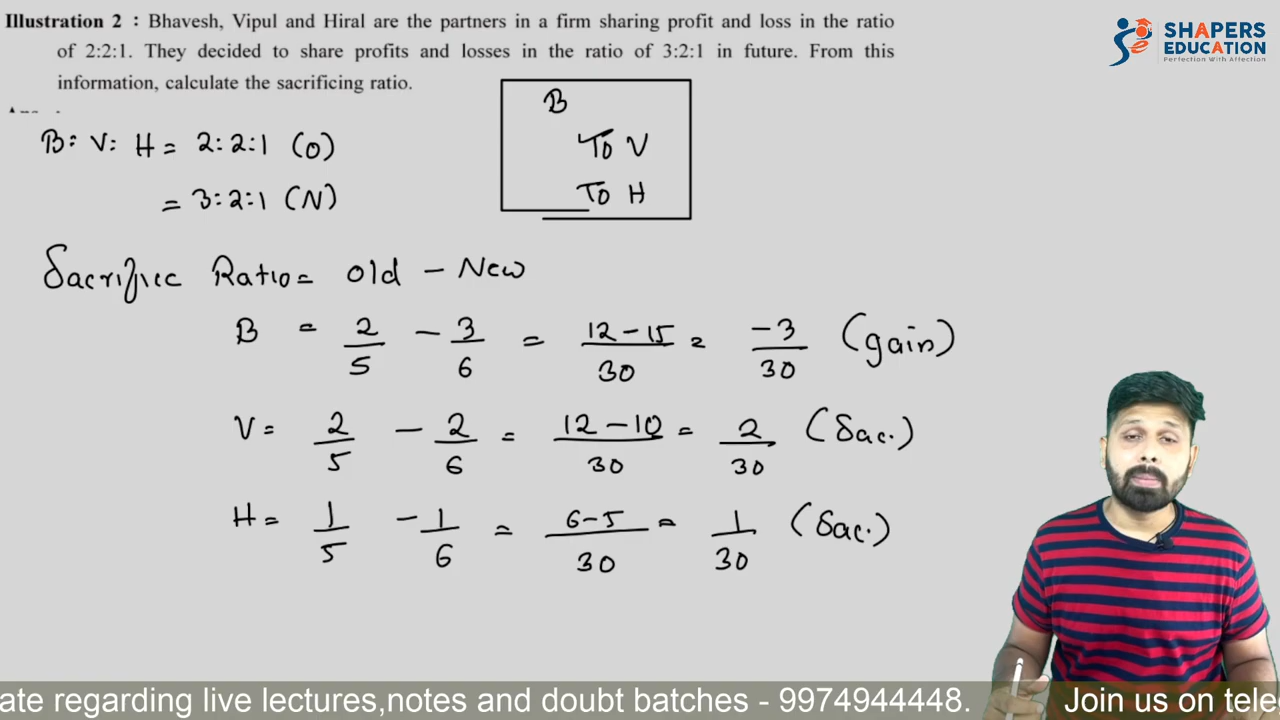 Illustration 2 : Bhavesh, Vipul and Hiral are the partners in a firm sharing profit and loss in the ratio
of 2:2:1. They decided to share profits and losses in the ratio of 3:2:1 in future. From this
information, calculate the sacrificing ratio.
SHAPERS
EDUCATION
Perfection With Affection
B
To V
To H
B: V: H = 2:2:1 (O)
= 3:2:1 (N)
Sacrific Ratio = Old - New
B = 2/5 - 3/6 = 12-15/30 = -3/30 (gain)
V = 2/5 - 2/6 = 12-10/30 = 2/30 (Sac.)
H = 1/5 - 1/6 = 6-5/30 = 1/30 (Sac.)
ate regarding live lectures,notes and doubt batches - 9974944448. Join us on tele